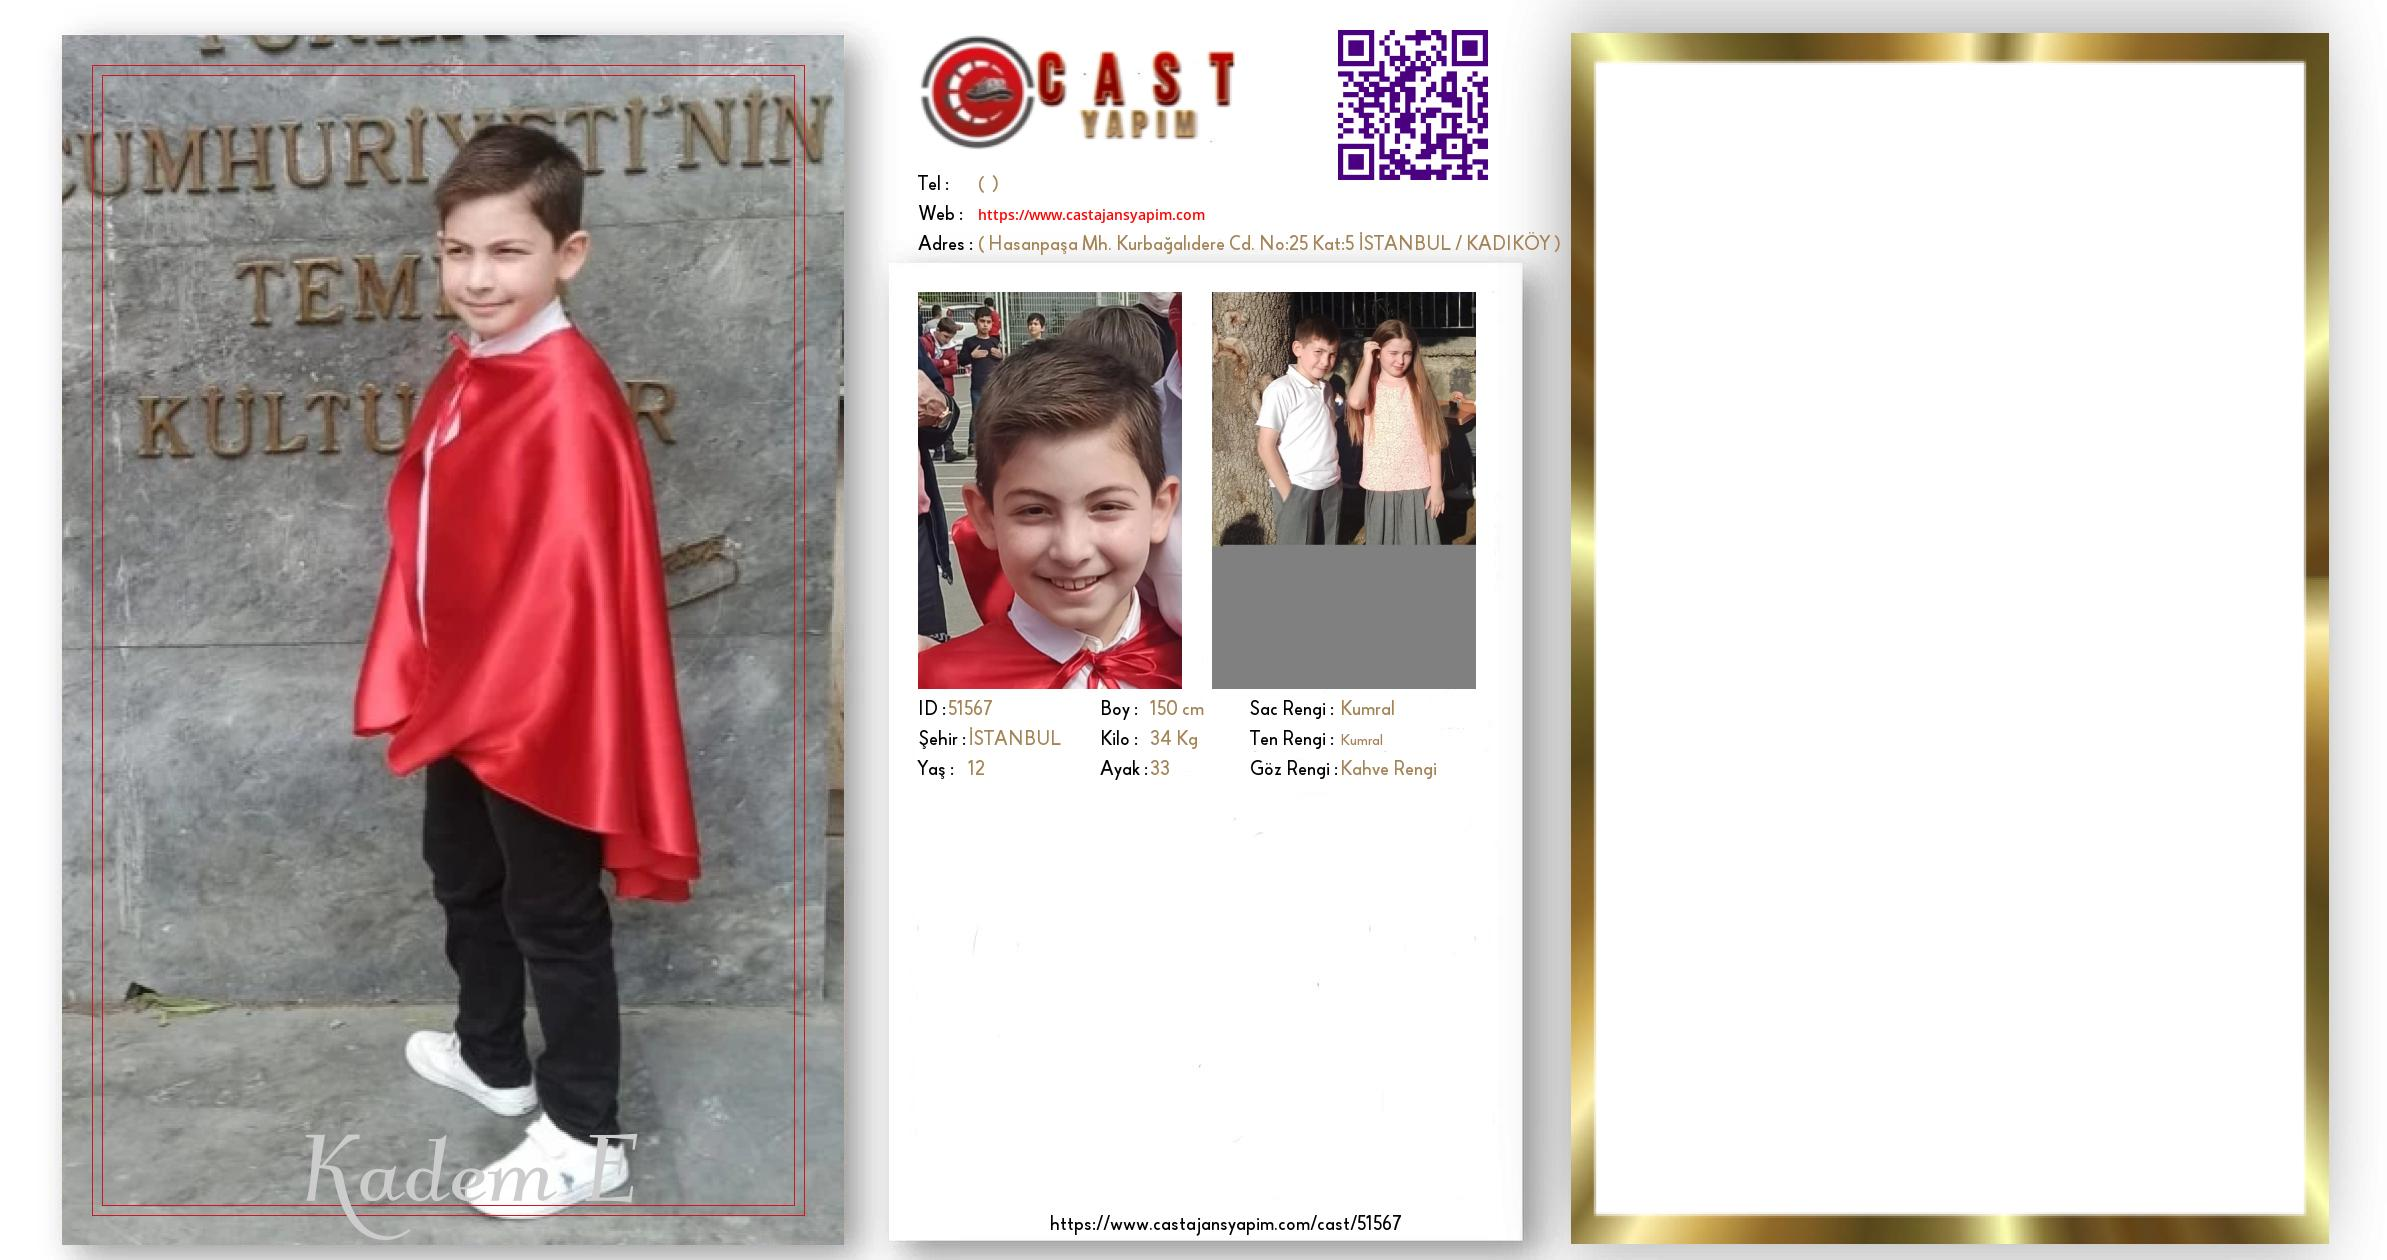 CUMHURİYETİ'NİN
TEM
KÜLTÜ R
Kadem E
CAST
YAPIM
Tel : ( )
Web : https://www.castajansyapim.com
Adres : ( Hasanpaşa Mh. Kurbağalıdere Cd. No:25 Kat:5 İSTANBUL / KADIKÖY )
ID : 51567 Boy : 150 cm Sac Rengi : Kumral
Şehir : İSTANBUL Kilo : 34 Kg Ten Rengi : Kumral
Yaş : 12 Ayak : 33 Göz Rengi : Kahve Rengi
https://www.castajansyapim.com/cast/51567